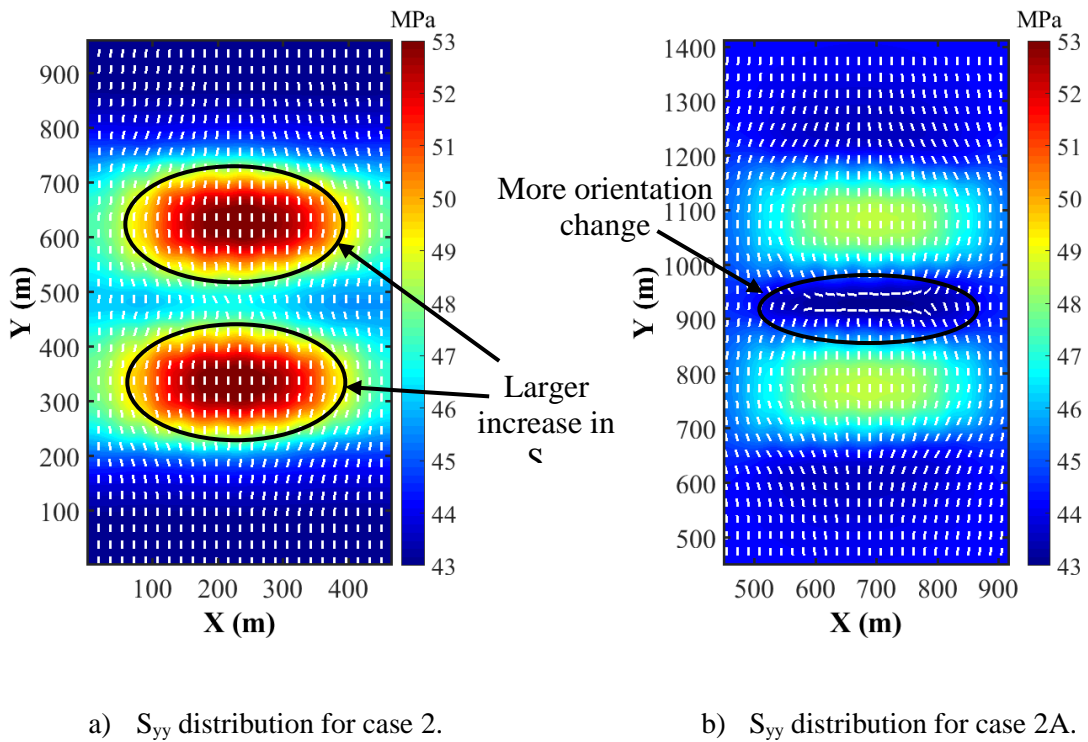 MPa
53
52
51
50
49
48
47
46
45
44
43
900
800
700
600
500
400
300
200
100
Y (m)
100 200 300 400
X (m)
Larger
increase in
S
MPa
53
52
51
50
49
48
47
46
45
44
43
1400
1300
1200
1100
1000
900
800
700
600
500
Y (m)
500 600 700 800 900
X (m)
More orientation
change
a) Syy distribution for case 2.
b) Syy distribution for case 2A.